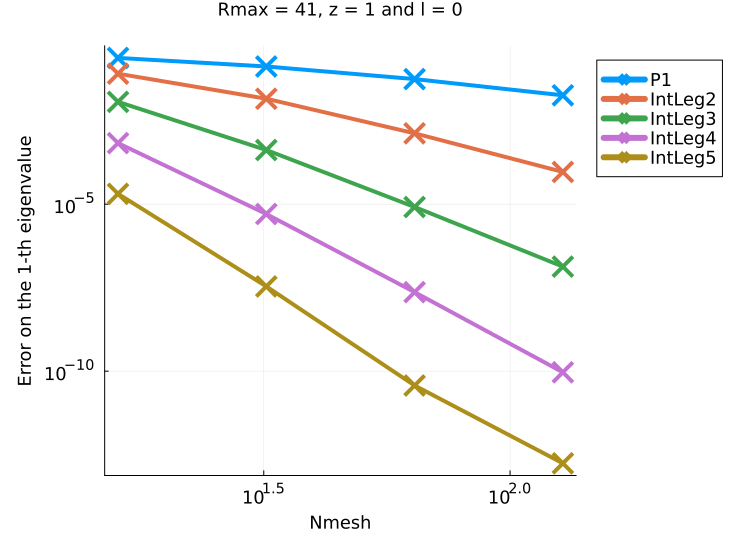 Rmax = 41, z = 1 and l = 0
P1
IntLeg2
IntLeg3
IntLeg4
IntLeg5
Error on the 1-th eigenvalue
10^-5
10^-10
10^1.5
10^2.0
Nmesh